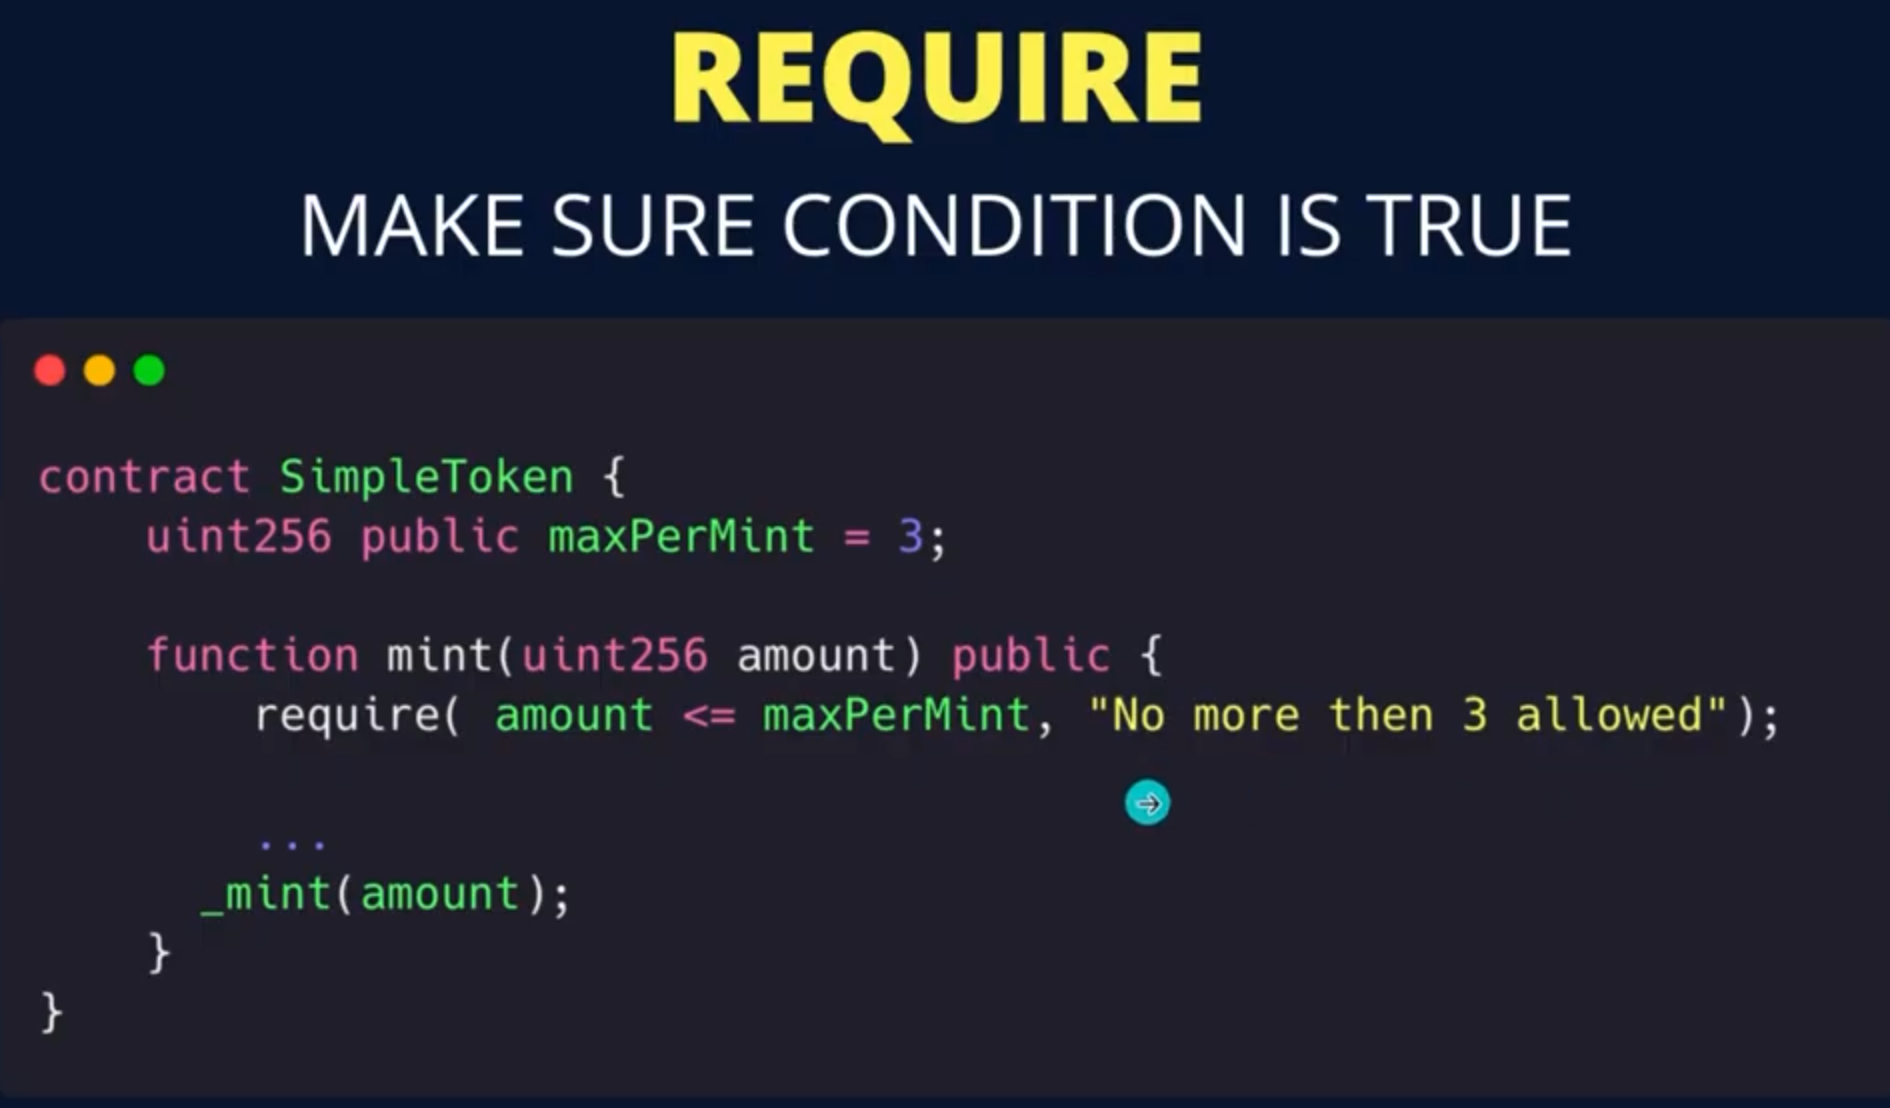 REQUIRE
MAKE SURE CONDITION IS TRUE
contract SimpleToken {
uint256 public maxPerMint = 3;
function mint(uint256 amount) public {
require( amount <= maxPerMint, "No more then 3 allowed");
...
_mint(amount);
}
}